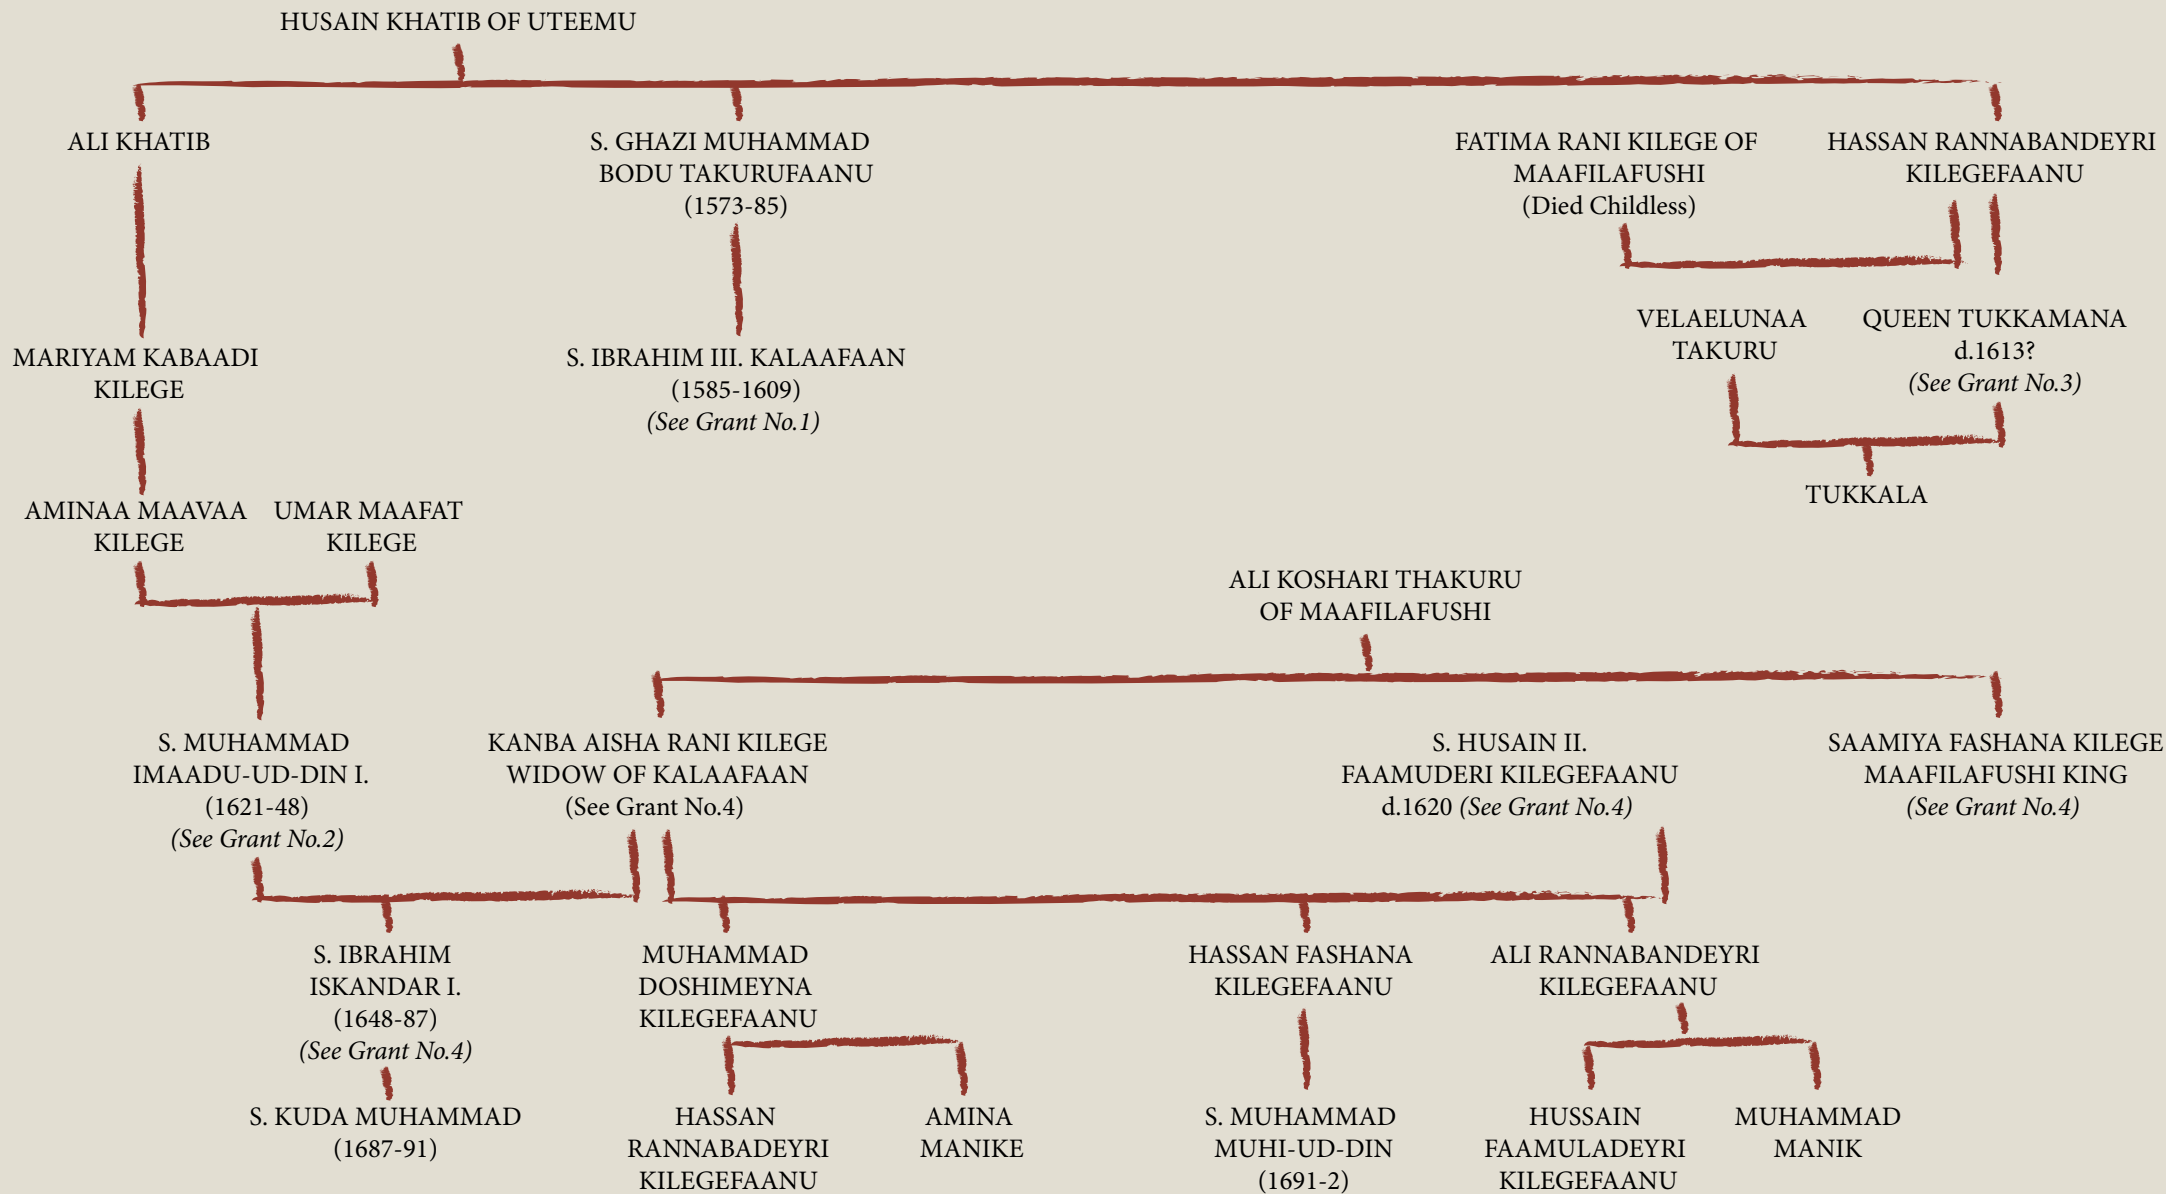 HUSAIN KHATIB OF UTEEMU
ALI KHATIB
S. GHAZI MUHAMMAD
BODU TAKURUFAANU
(1573-85)
FATIMA RANI KILEGE OF
MAAFILAFUSHI
(Died Childless)
HASSAN RANNABANDEYRI
KILEGEFAANU
MARIYAM KABAADI
KILEGE
S. IBRAHIM III. KALAAFAAN
(1585-1609)
(See Grant No.1)
VELAELUNAA
TAKURU
QUEEN TUKKAMANA
d.1613?
(See Grant No.3)
TUKKALA
AMINAA MAAVAA
KILEGE
UMAR MAAFAT
KILEGE
ALI KOSHARI THAKURU
OF MAAFILAFUSHI
S. MUHAMMAD
IMAADU-UD-DIN I.
(1621-48)
(See Grant No.2)
KANBA AISHA RANI KILEGE
WIDOW OF KALAAFAAN
(See Grant No.4)
S. HUSAIN II.
FAAMUDERI KILEGEFAANU
d.1620 (See Grant No.4)
SAAMIYA FASHANA KILEGE
MAAFILAFUSHI KING
(See Grant No.4)
S. IBRAHIM
ISKANDAR I.
(1648-87)
(See Grant No.4)
MUHAMMAD
DOSHIMEYNA
KILEGEFAANU
HASSAN FASHANA
KILEGEFAANU
ALI RANNABANDEYRI
KILEGEFAANU
S. KUDA MUHAMMAD
(1687-91)
HASSAN
RANNABADEYRI
KILEGEFAANU
AMINA
MANIKE
S. MUHAMMAD
MUHI-UD-DIN
(1691-2)
HUSSAIN
FAAMULADEYRI
KILEGEFAANU
MUHAMMAD
MANIK